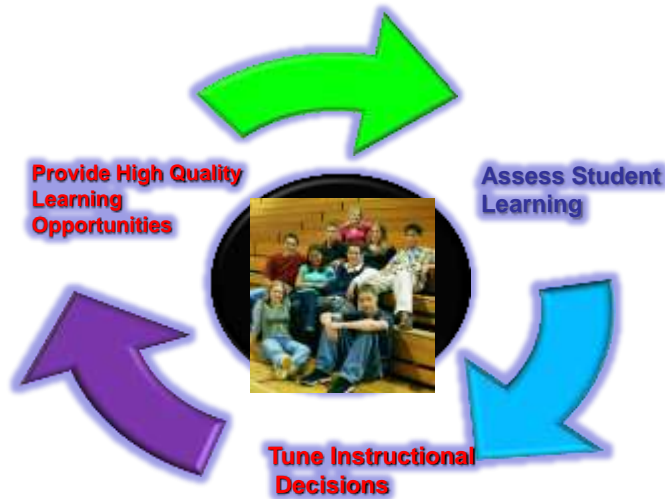 Provide High Quality
Learning
Opportunities
Assess Student
Learning
Tune Instructional
Decisions